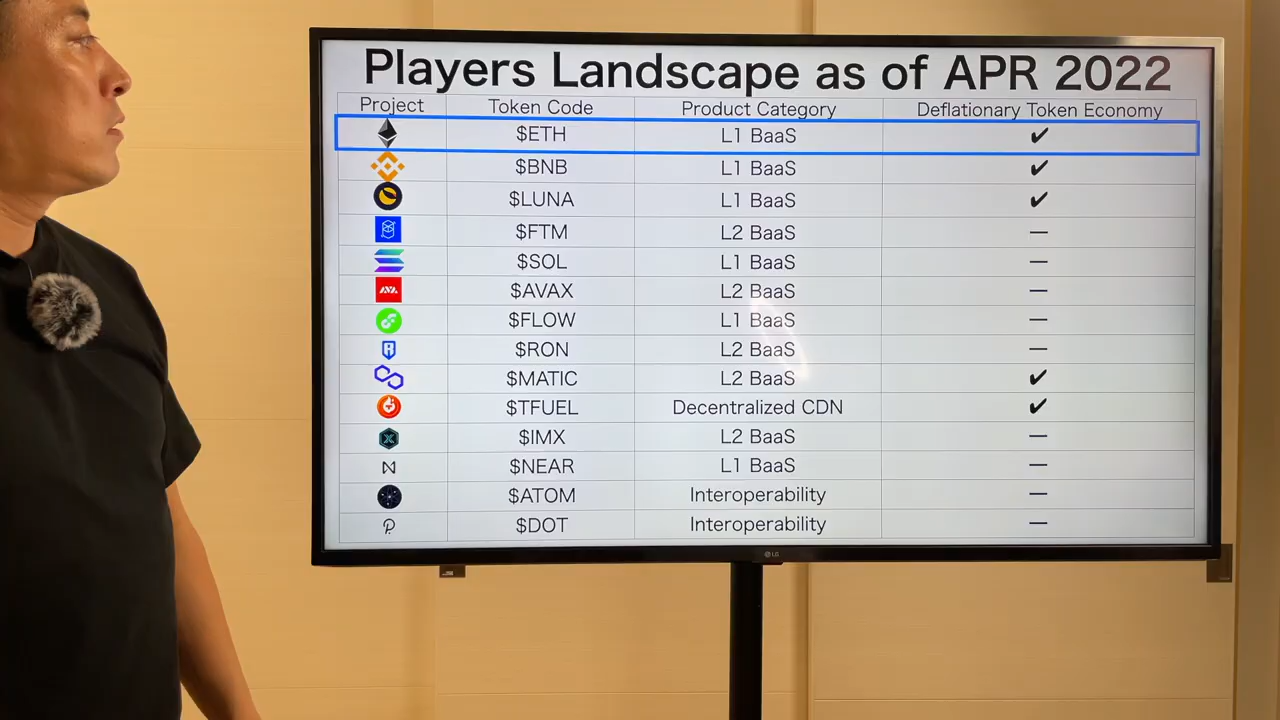 Players Landscape as of APR 2022
Project Token Code Product Category Deflationary Token Economy
$ETH L1 BaaS ✔
$BNB L1 BaaS ✔
$LUNA L1 BaaS ✔
$FTM L2 BaaS —
$SOL L1 BaaS —
$AVAX L2 BaaS —
$FLOW L1 BaaS —
$RON L2 BaaS —
$MATIC L2 BaaS ✔
$TFUEL Decentralized CDN ✔
$IMX L2 BaaS —
$NEAR L1 BaaS —
$ATOM Interoperability —
$DOT Interoperability —
LG